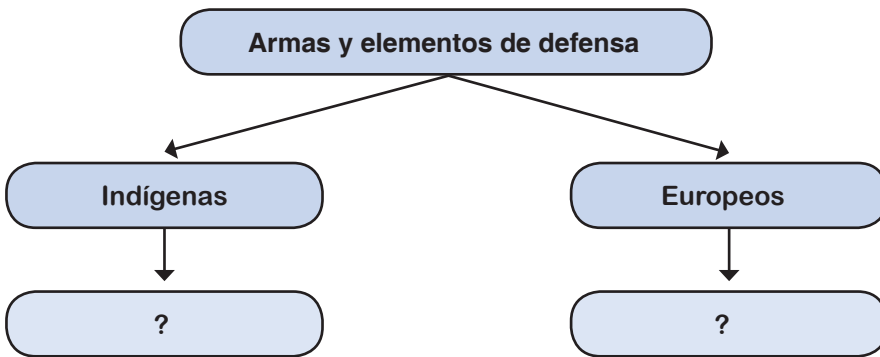 Armas y elementos de defensa
Indígenas
Europeos
?
?